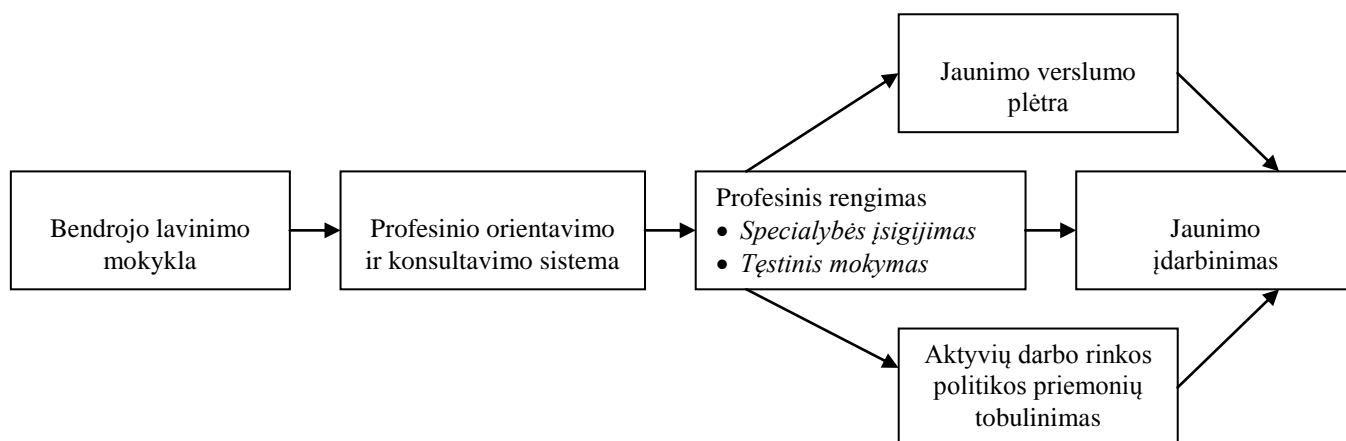 Jaunimo verslumo
plėtra
Bendrojo lavinimo
mokykla
Profesinio orientavimo
ir konsultavimo sistema
Profesinis rengimas
• Specialybės įsigijimas
• Tęstinis mokymas
Jaunimo
įdarbinimas
Aktyvių darbo rinkos
politikos priemonių
tobulinimas